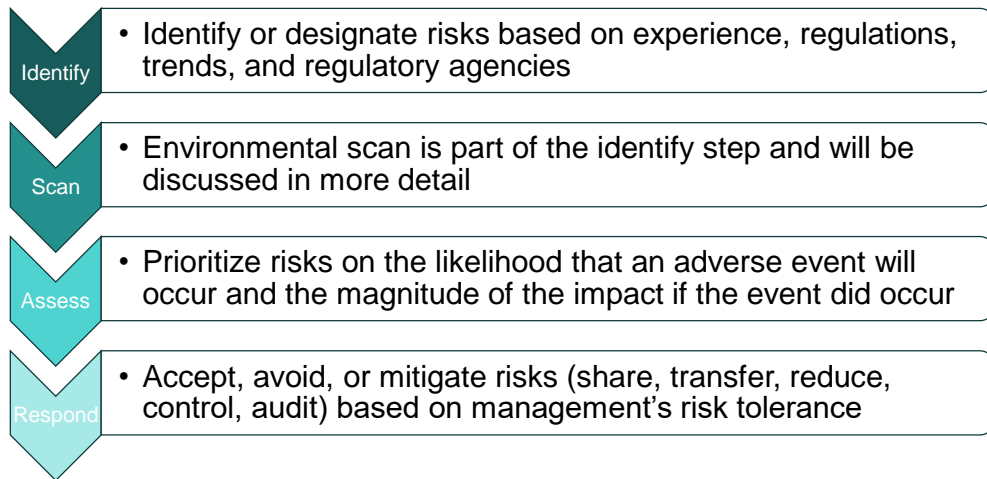 Identify
• Identify or designate risks based on experience, regulations,
trends, and regulatory agencies
Scan
• Environmental scan is part of the identify step and will be
discussed in more detail
Assess
• Prioritize risks on the likelihood that an adverse event will
occur and the magnitude of the impact if the event did occur
Respond
• Accept, avoid, or mitigate risks (share, transfer, reduce,
control, audit) based on management’s risk tolerance